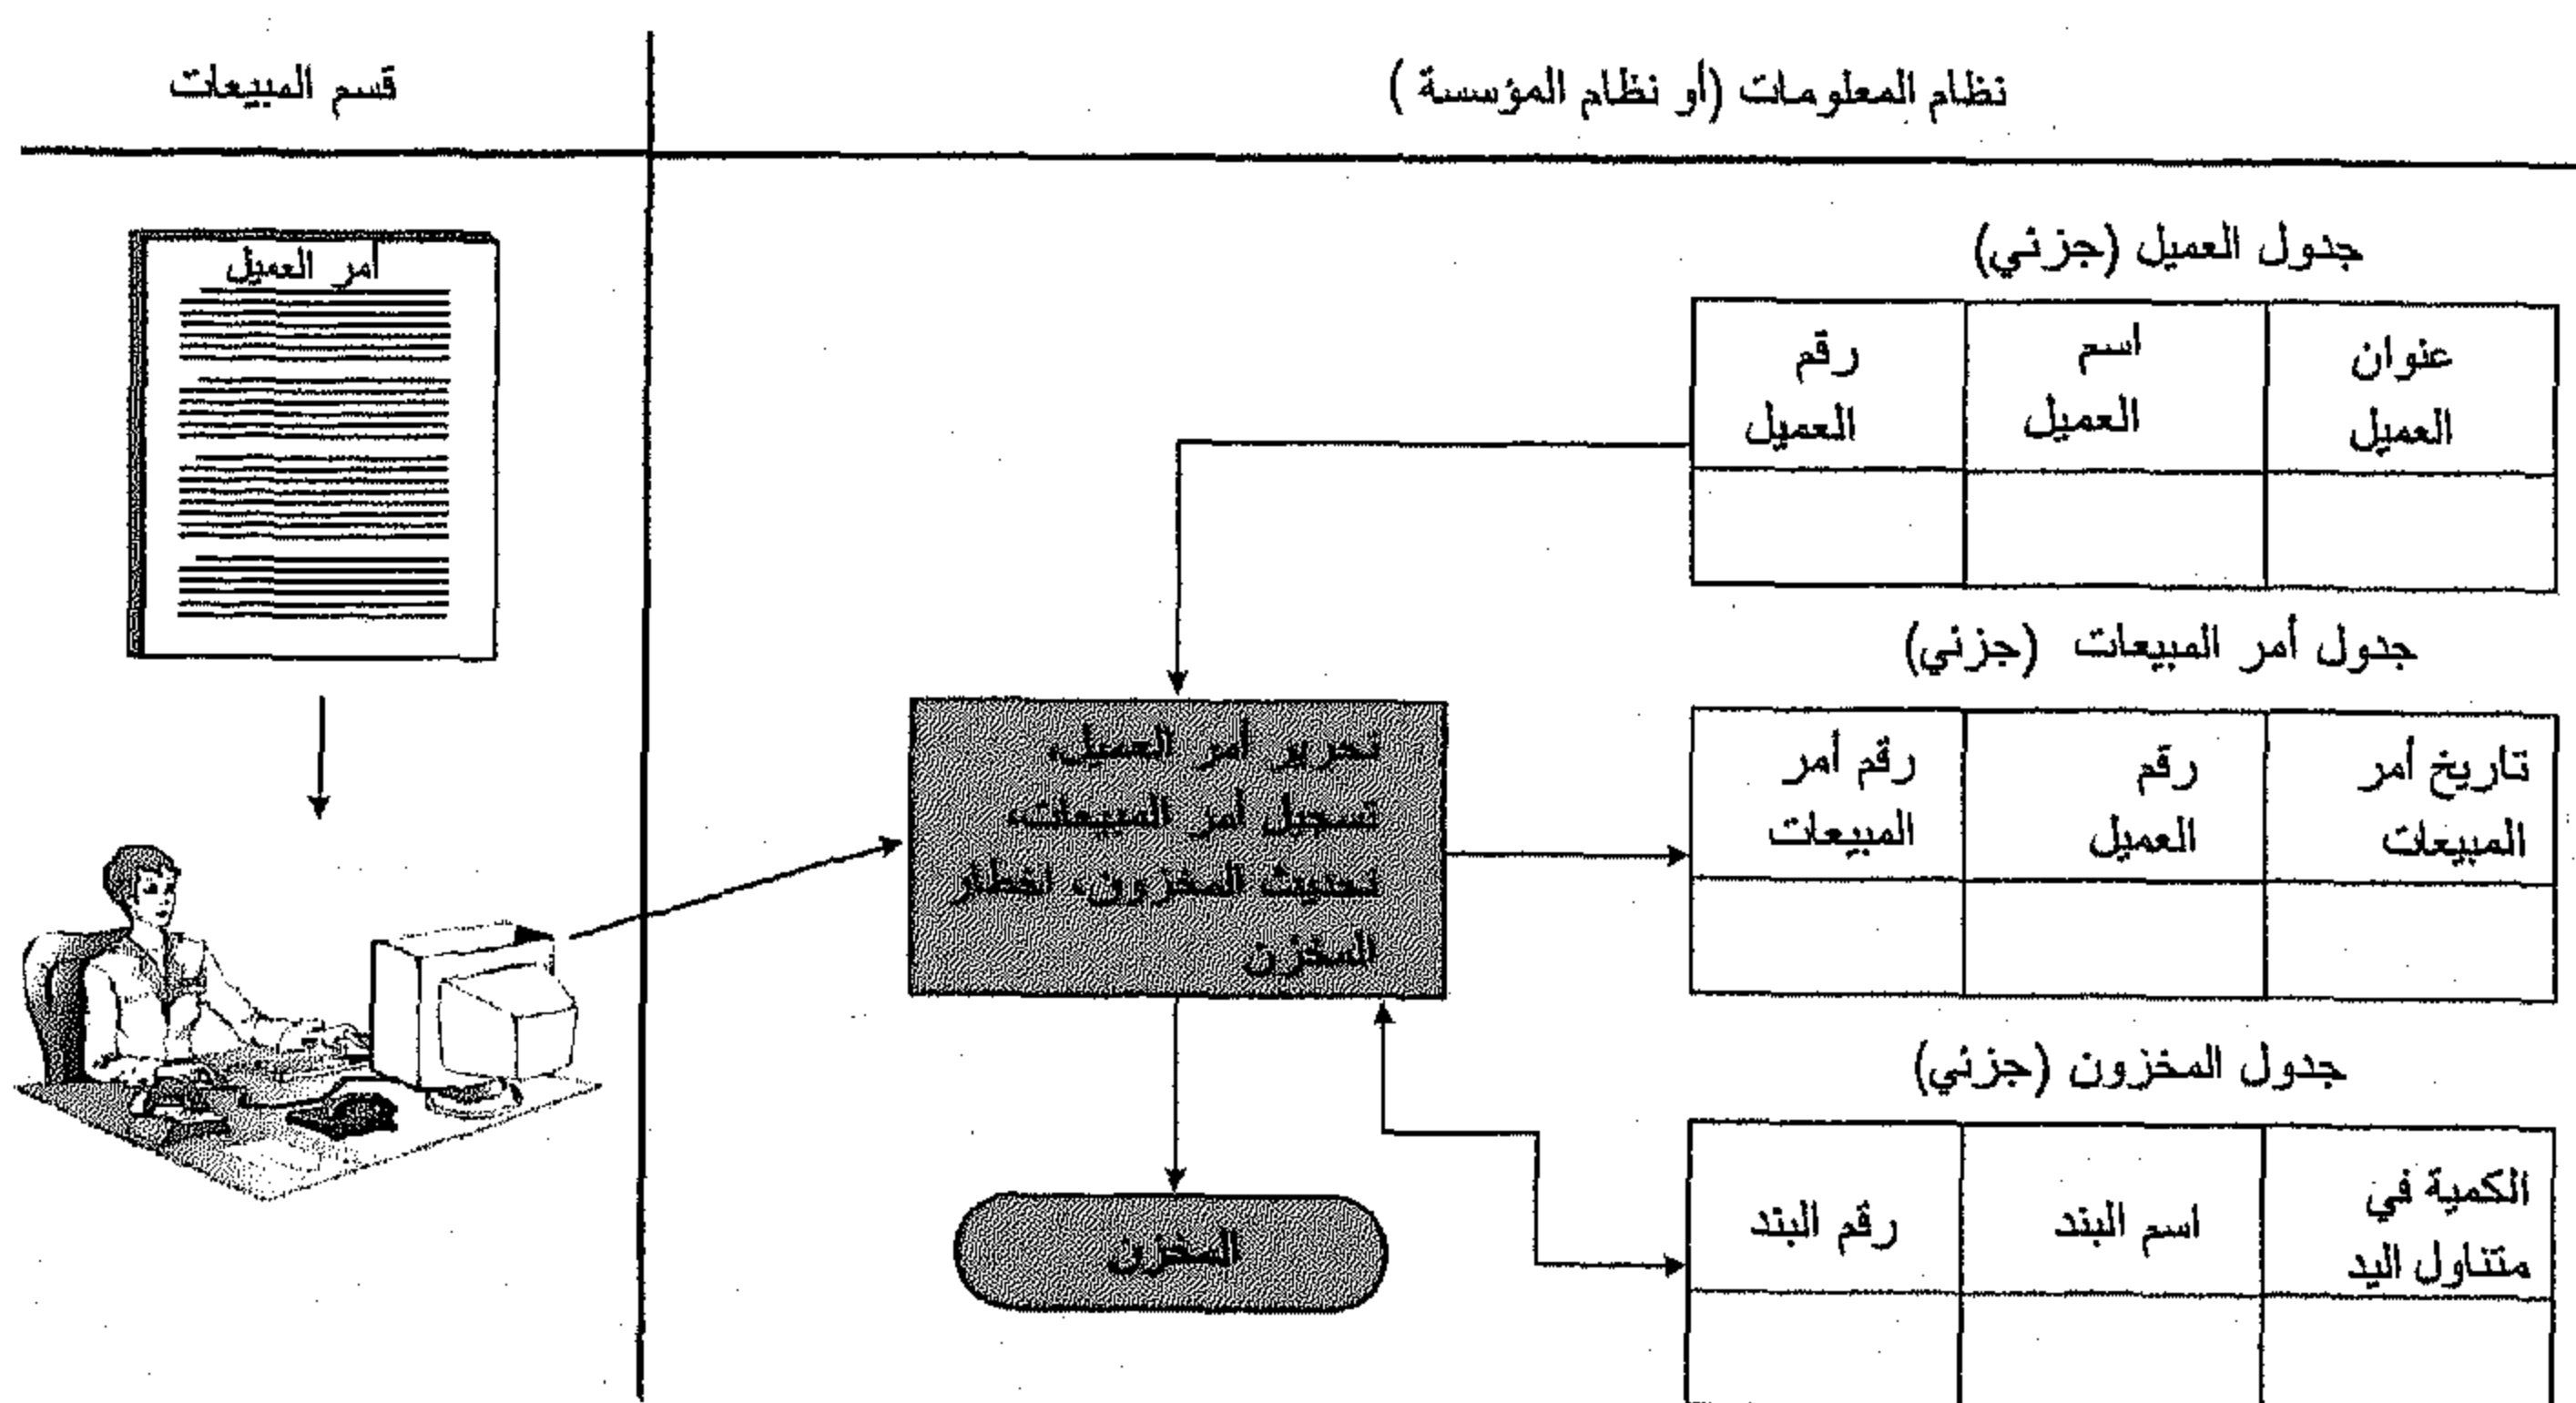 نظام المعلومات (أو نظام المؤسسة )
قسم المبيعات
أمر العميل
جدول العميل (جزئي)
رقم
العميل
اسم
العميل
عنوان
العميل
تحرير أمر العميل،
تسجيل أمر المبيعات،
تحديث المخزون، اخطار
المخزن
جدول أمر المبيعات (جزئي)
رقم أمر
المبيعات
رقم
العميل
تاريخ أمر
المبيعات
جدول المخزون (جزئي)
رقم البند
اسم البند
الكمية في
متناول اليد
المخزن